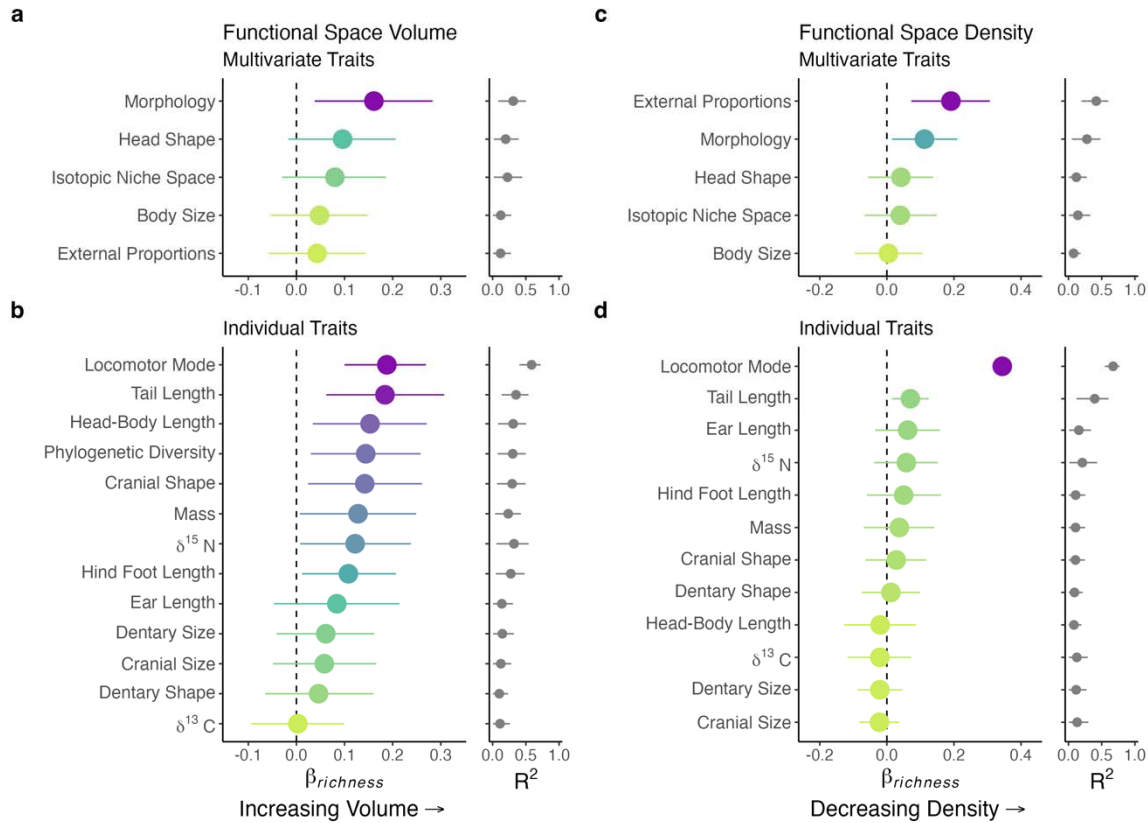 a
Functional Space Volume
Multivariate Traits
Morphology
Head Shape
Isotopic Niche Space
Body Size
External Proportions
-0.1 0.0 0.1 0.2 0.3
0.0 0.5 1.0
b
Individual Traits
Locomotor Mode
Tail Length
Head-Body Length
Phylogenetic Diversity
Cranial Shape
Mass
δ¹⁵ N
Hind Foot Length
Ear Length
Dentary Size
Cranial Size
Dentary Shape
δ¹³ C
-0.1 0.0 0.1 0.2 0.3
0.0 0.5 1.0
βrichness
R²
Increasing Volume →
c
Functional Space Density
Multivariate Traits
External Proportions
Morphology
Head Shape
Isotopic Niche Space
Body Size
-0.2 0.0 0.2 0.4
0.0 0.5 1.0
d
Individual Traits
Locomotor Mode
Tail Length
Ear Length
δ¹⁵ N
Hind Foot Length
Mass
Cranial Shape
Dentary Shape
Head-Body Length
δ¹³ C
Dentary Size
Cranial Size
-0.2 0.0 0.2 0.4
0.0 0.5 1.0
βrichness
R²
Decreasing Density →